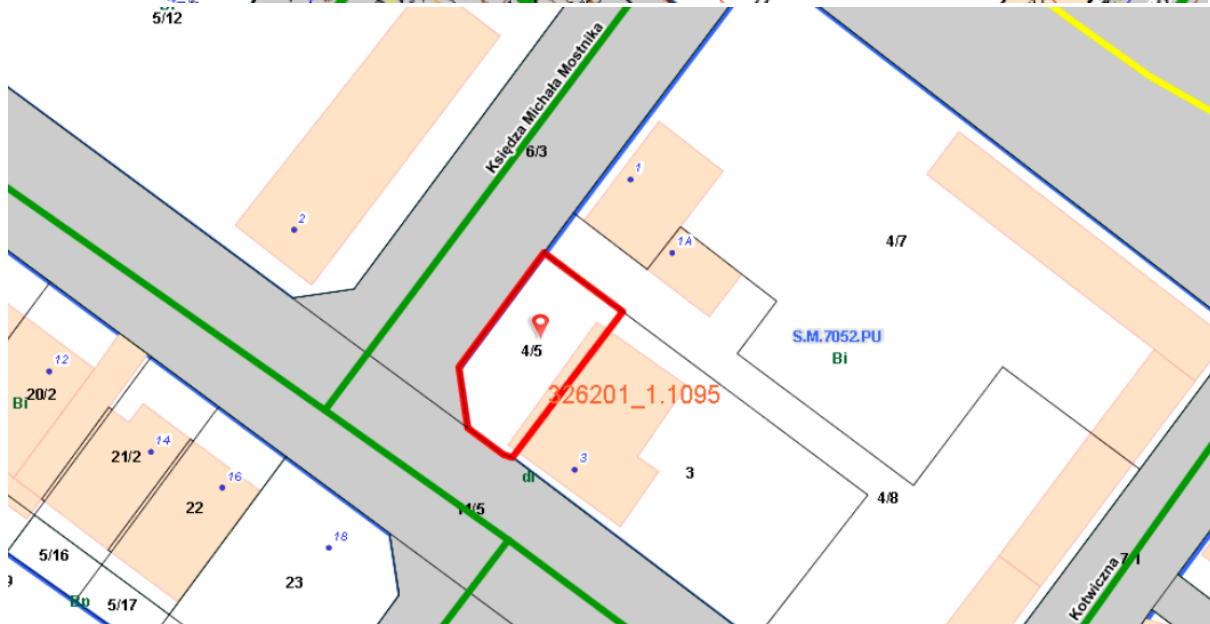 5/12
Księdza Michała Mostnika
6/3
1
2
1A
4/7
S.M.7052.PU
Bi
4/5
326201_1.1095
12
20/2
Bi
14
21/2
16
22
3
3
dr
4/8
18
5/16
23
Bp
5/17
Kotwiczna